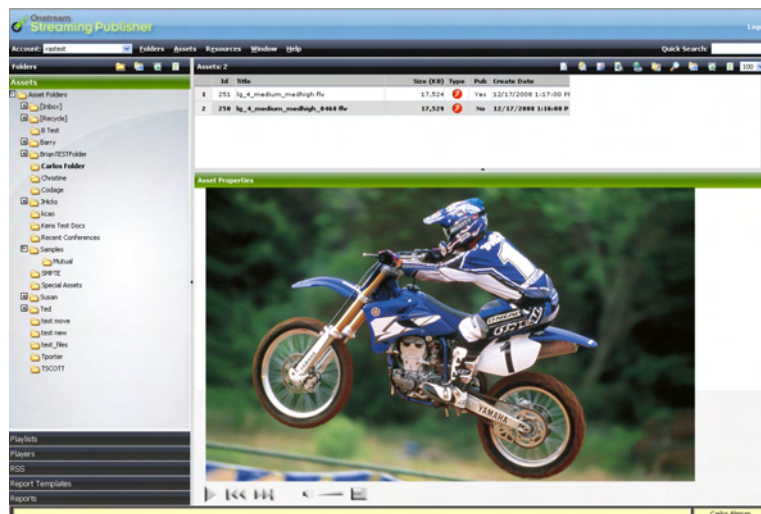 Onstream
Streaming Publisher
Account: rastest Folders Assets Resources Window Help Quick Search:
Folders
Assets: 2 100
Assets
Id Title Size (KB) Type Pub Create Date
1 251 lg_4_medium_medhigh flv 17,524 Yes 12/17/2008 1:17:00 P
2 250 lg_4_medium_medhigh_0468 flv 17,529 No 12/17/2008 1:16:00 P
Asset Folders
[Inbox]
[Recycle]
B Test
Barry
BrianTESTFolder
Carlos Folder
Christine
Codage
JHicks
kcao
Kens Test Docs
Recent Conferences
Samples
Mutual
SMPTE
Special Assets
Susan
Ted
test move
test new
test_files
Tporter
TSCOTT
Asset Properties
1
1
YAMAHA
Playlists
Players
RSS
Report Templates
Reports